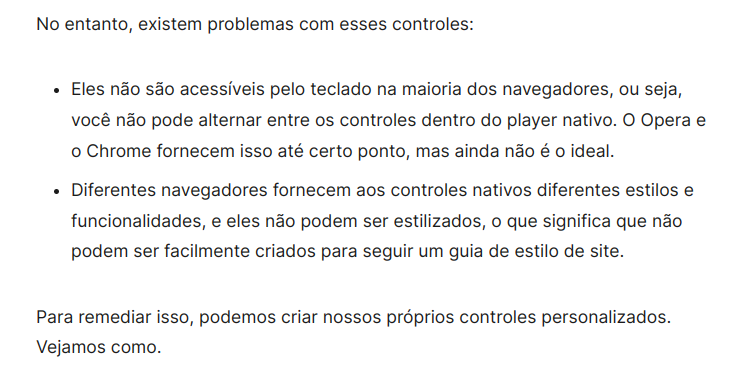 No entanto, existem problemas com esses controles:
• Eles não são acessíveis pelo teclado na maioria dos navegadores, ou seja,
você não pode alternar entre os controles dentro do player nativo. O Opera e
o Chrome fornecem isso até certo ponto, mas ainda não é o ideal.
• Diferentes navegadores fornecem aos controles nativos diferentes estilos e
funcionalidades, e eles não podem ser estilizados, o que significa que não
podem ser facilmente criados para seguir um guia de estilo de site.
Para remediar isso, podemos criar nossos próprios controles personalizados.
Vejamos como.